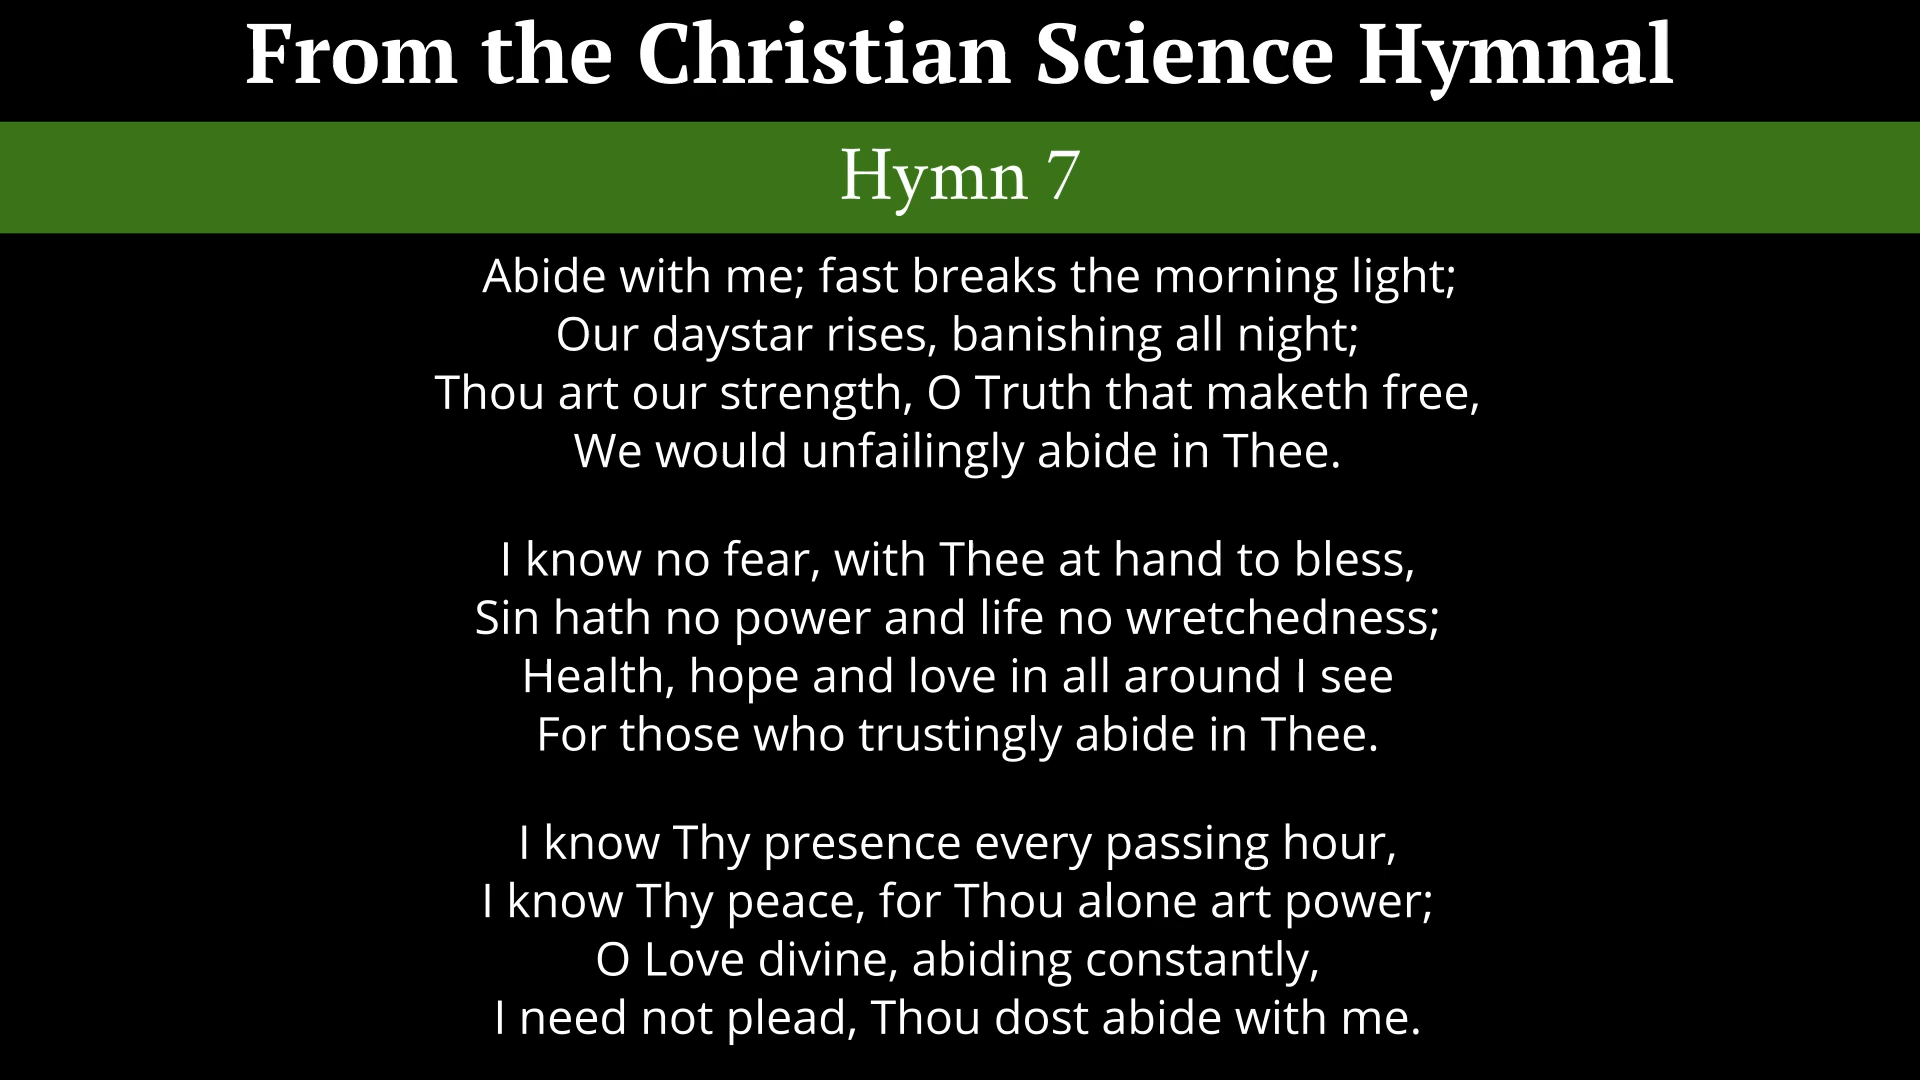 From the Christian Science Hymnal
Hymn 7
Abide with me; fast breaks the morning light;
Our daystar rises, banishing all night;
Thou art our strength, O Truth that maketh free,
We would unfailingly abide in Thee.
I know no fear, with Thee at hand to bless,
Sin hath no power and life no wretchedness;
Health, hope and love in all around I see
For those who trustingly abide in Thee.
I know Thy presence every passing hour,
I know Thy peace, for Thou alone art power;
O Love divine, abiding constantly,
I need not plead, Thou dost abide with me.